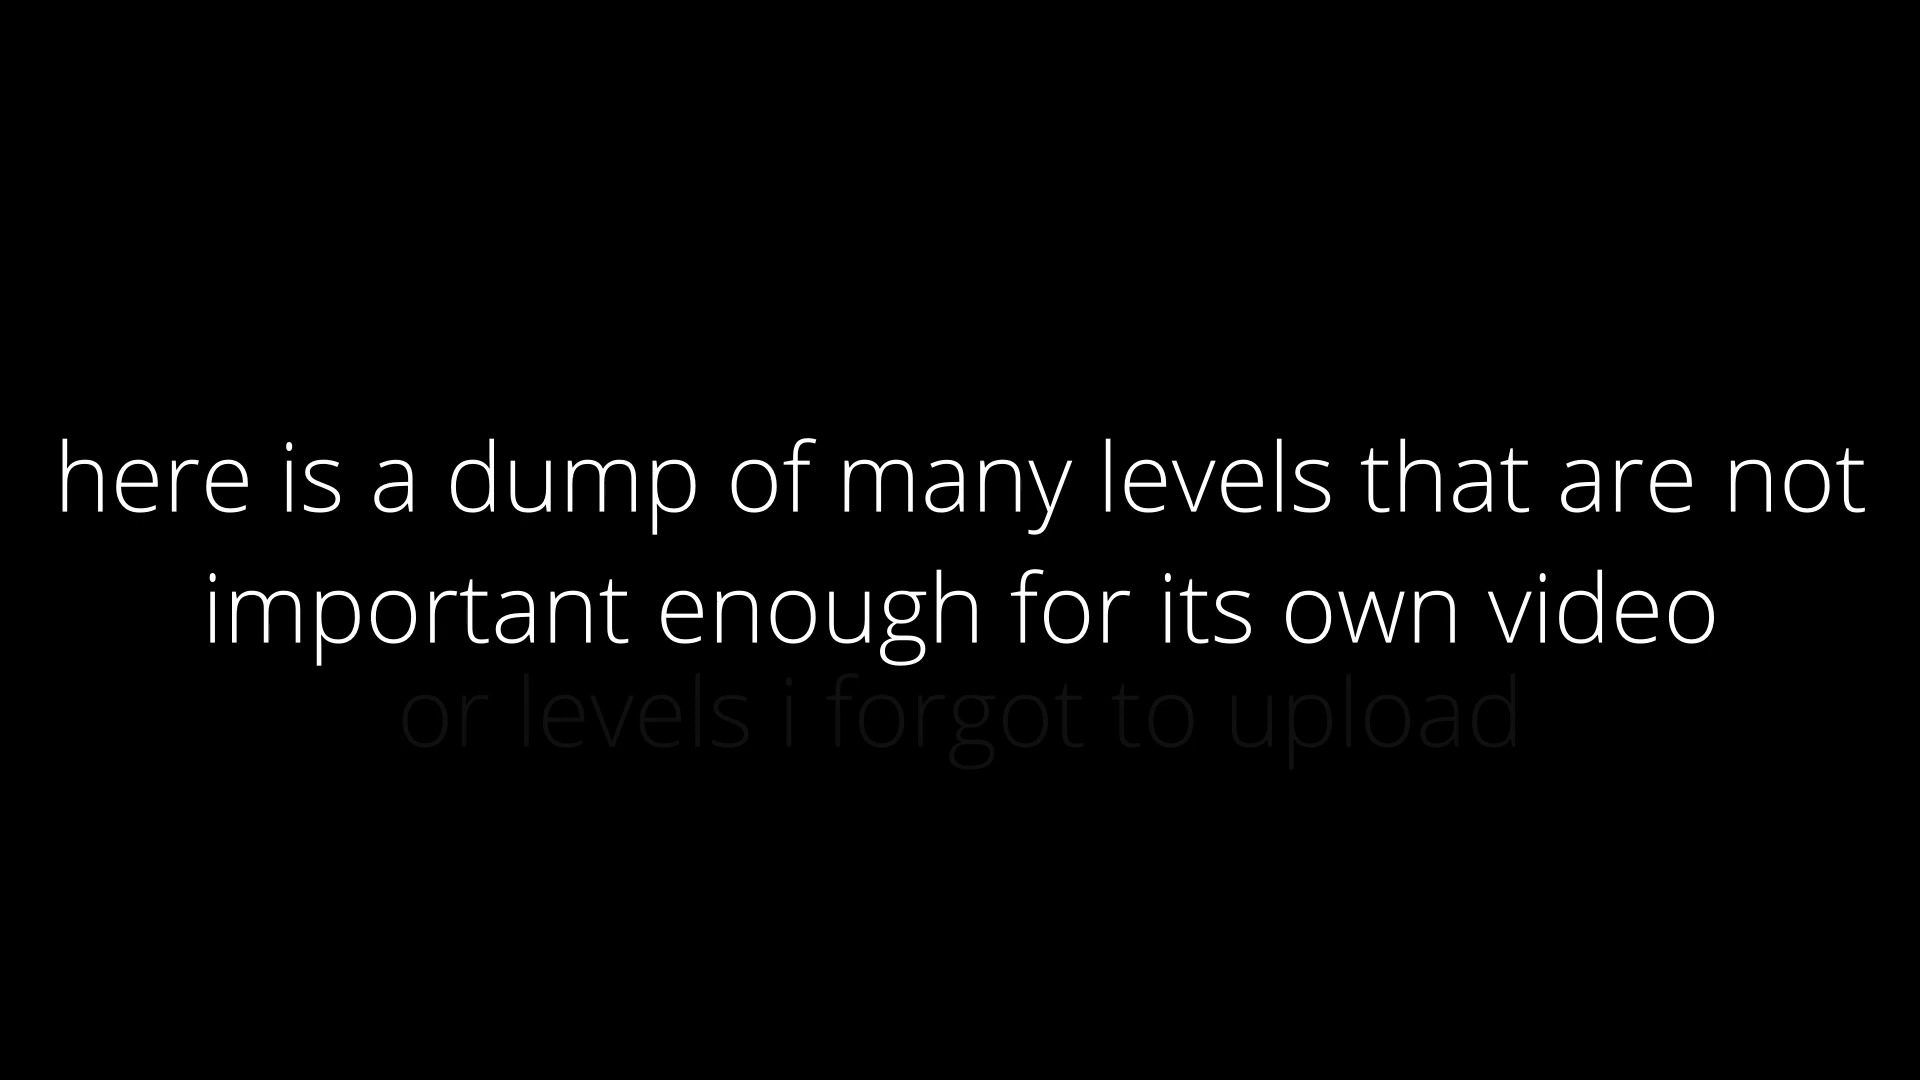 here is a dump of many levels that are not
important enough for its own video
or levels i forgot to upload